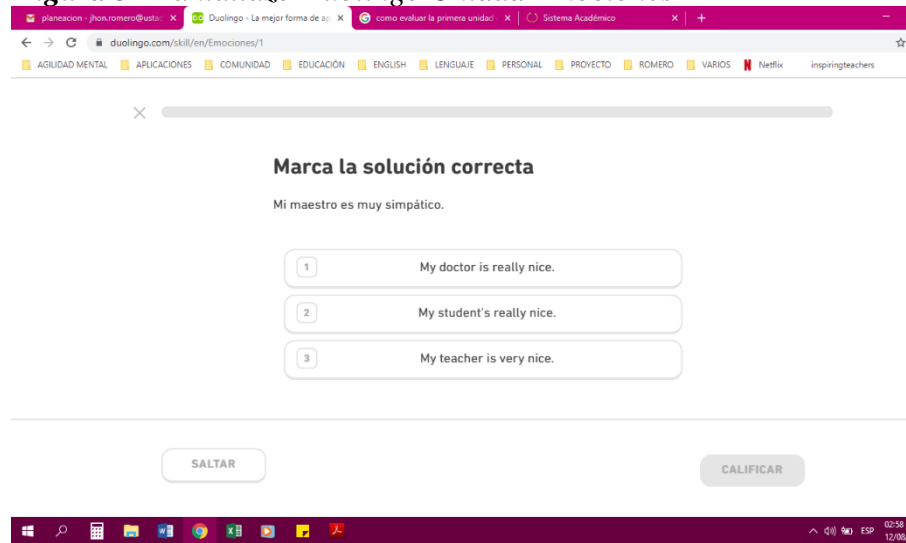 planeacion - jhon.romero@usta
Duolingo - La mejor forma de ap
como evaluar la primera unidad
Sistema Académico
duolingo.com/skill/en/Emociones/1
AGILIDAD MENTAL
APLICACIONES
COMUNIDAD
EDUCACIÓN
ENGLISH
LENGUAJE
PERSONAL
PROYECTO
ROMERO
VARIOS
Netflix
inspiringteachers
Marca la solución correcta
Mi maestro es muy simpático.
1 My doctor is really nice.
2 My student's really nice.
3 My teacher is very nice.
SALTAR
CALIFICAR
ESP
02:58
12/08